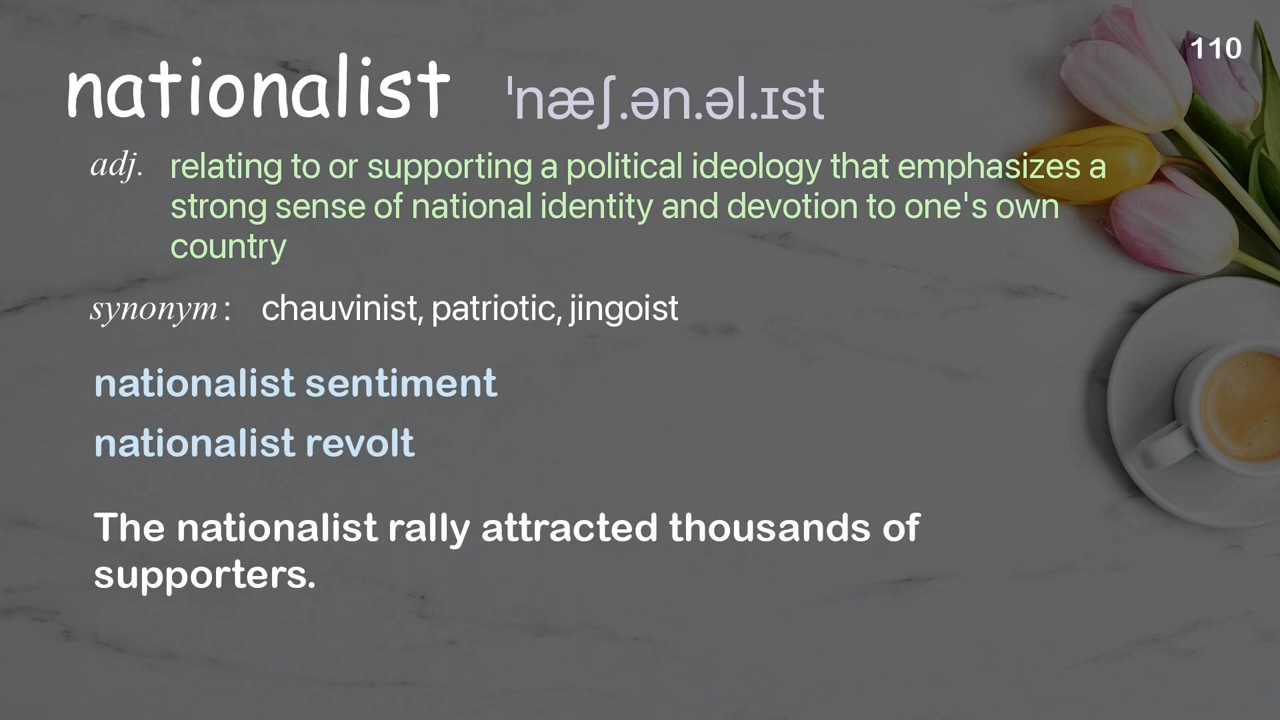 110
nationalist ˈnæʃ.ən.əl.ɪst
adj. relating to or supporting a political ideology that emphasizes a
strong sense of national identity and devotion to one's own
country
synonym: chauvinist, patriotic, jingoist
nationalist sentiment
nationalist revolt
The nationalist rally attracted thousands of
supporters.